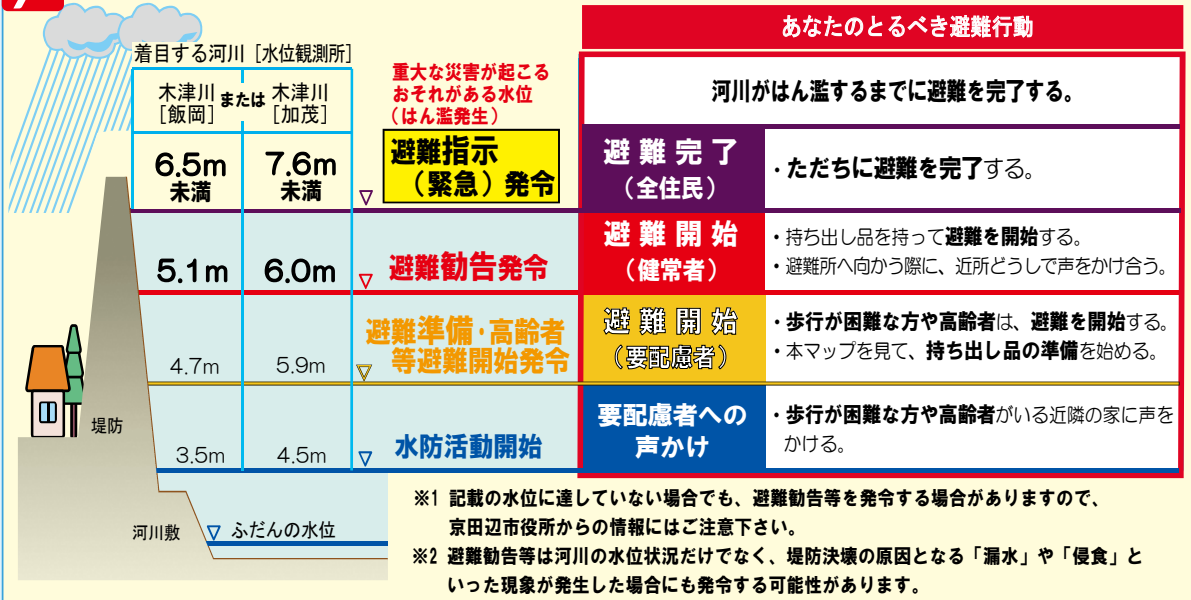 着目する河川［水位観測所］
木津川
［飯岡］
または
木津川
［加茂］
重大な災害が起こる
おそれがある水位
（はん濫発生）
あなたのとるべき避難行動
河川がはん濫するまでに避難を完了する。
6.5m
未満
7.6m
未満
避難指示
（緊急）発令
避難完了
（全住民）
・ただちに避難を完了する。
5.1m
6.0m
避難勧告発令
避難開始
（健常者）
・持ち出し品を持って避難を開始する。
・避難所へ向かう際に、近所どうしで声をかけ合う。
4.7m
5.9m
避難準備・高齢者
等避難開始発令
避難開始
（要配慮者）
・歩行が困難な方や高齢者は、避難を開始する。
・本マップを見て、持ち出し品の準備を始める。
堤防
3.5m
4.5m
水防活動開始
要配慮者への
声かけ
・歩行が困難な方や高齢者がいる近隣の家に声を
かける。
河川敷
ふだんの水位
※1 記載の水位に達していない場合でも、避難勧告等を発令する場合がありますので、
京田辺市役所からの情報にはご注意下さい。
※2 避難勧告等は河川の水位状況だけでなく、堤防決壊の原因となる「漏水」や「侵食」と
いった現象が発生した場合にも発令する可能性があります。